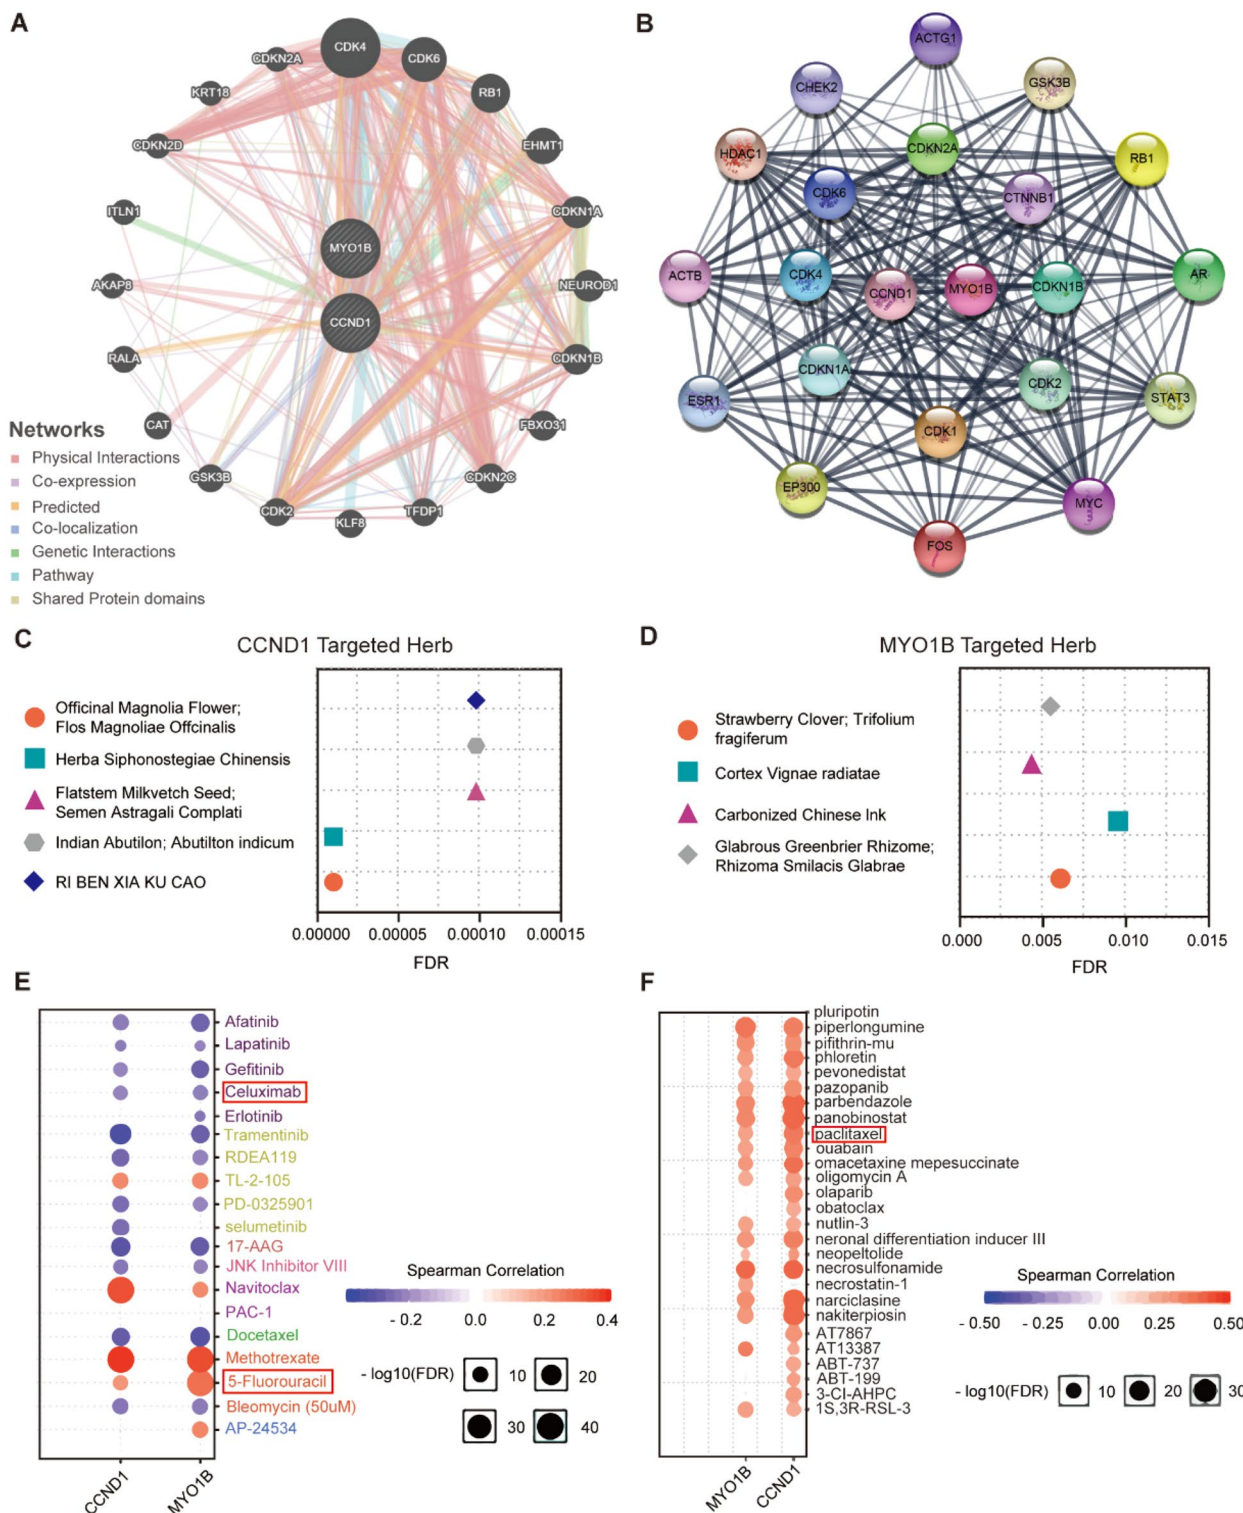 A
CDK4
CDKN2A
CDK6
KRT18
RB1
CDKN2D
EHMT1
ITLN1
CDKN1A
MYO1B
AKAP8
NEUROD1
CCND1
RALA
CDKN1B
CAT
FBXO31
GSK3B
CDKN2C
CDK2
TFDP1
KLF8
Networks
Physical Interactions
Co-expression
Predicted
Co-localization
Genetic Interactions
Pathway
Shared Protein domains
B
ACTG1
CHEK2
GSK3B
HDAC1
CDKN2A
RB1
CDK6
CTNNB1
ACTB
CDK4
CCND1
MYO1B
CDKN1B
AR
CDKN1A
CDK2
ESR1
STAT3
CDK1
EP300
MYC
FOS
C
CCND1 Targeted Herb
Officinal Magnolia Flower;
Flos Magnoliae Offcinalis
Herba Siphonostegiae Chinensis
Flatstem Milkvetch Seed;
Semen Astragali Complati
Indian Abutilon; Abutilton indicum
RI BEN XIA KU CAO
0.00000 0.00005 0.00010 0.00015
FDR
D
MYO1B Targeted Herb
Strawberry Clover; Trifolium
fragiferum
Cortex Vignae radiatae
Carbonized Chinese Ink
Glabrous Greenbrier Rhizome;
Rhizoma Smilacis Glabrae
0.000 0.005 0.010 0.015
FDR
E
Afatinib
Lapatinib
Gefitinib
Celuximab
Erlotinib
Tramentinib
RDEA119
TL-2-105
PD-0325901
selumetinib
17-AAG
JNK Inhibitor VIII
Navitoclax
PAC-1
Docetaxel
Methotrexate
5-Fluorouracil
Bleomycin (50uM)
AP-24534
CCND1 MYO1B
Spearman Correlation
- 0.2 0.0 0.2 0.4
- log10(FDR) 10 20
30 40
F
pluripotin
piperlongumine
pifithrin-mu
phloretin
pevonedistat
pazopanib
parbendazole
panobinostat
paclitaxel
ouabain
omacetaxine mepesuccinate
oligomycin A
olaparib
obatoclax
nutlin-3
neronal differentiation inducer III
neopeltolide
necrosulfonamide
necrostatin-1
narciclasine
nakiterpiosin
AT7867
AT13387
ABT-737
ABT-199
3-CI-AHPC
1S,3R-RSL-3
MYO1B CCND1
Spearman Correlation
- 0.50 - 0.25 0.00 0.25 0.50
- log10(FDR) 10 20 30